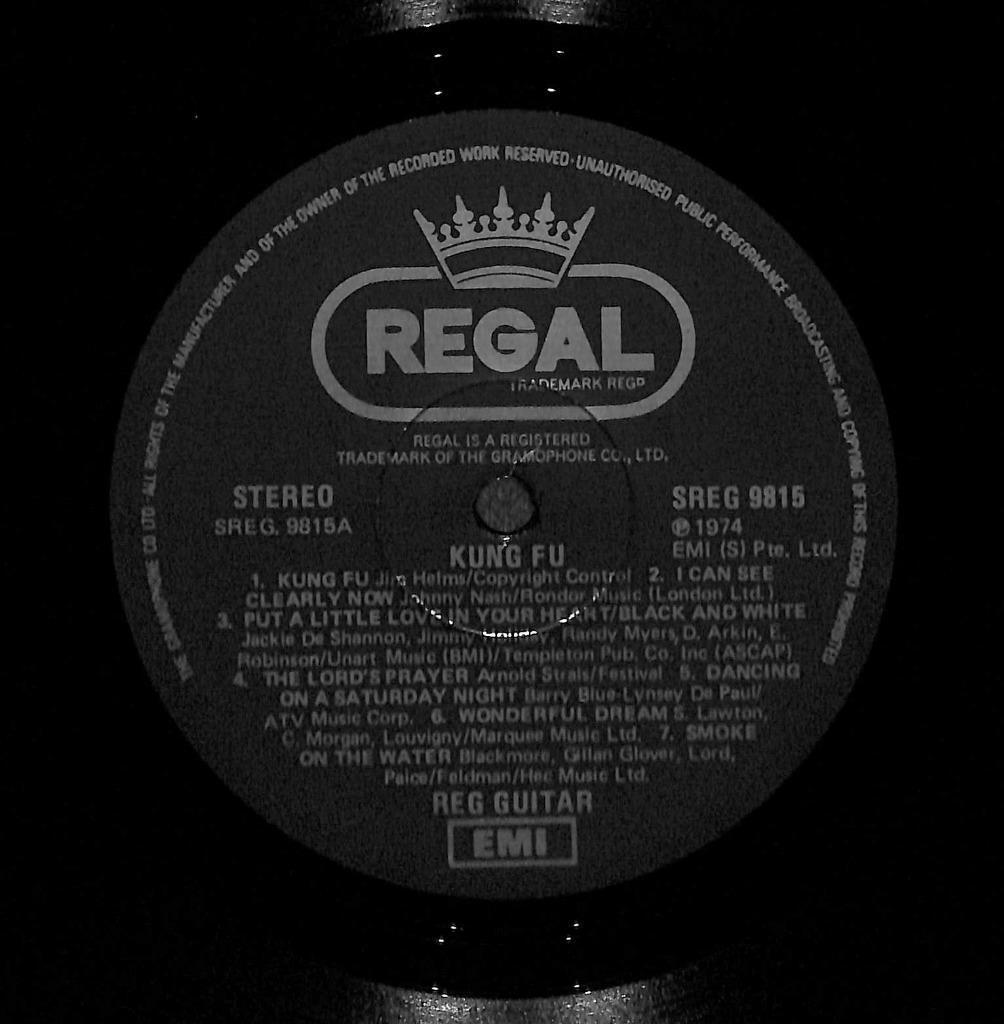 THE GRAMOPHONE CO LTD · ALL RIGHTS OF THE MANUFACTURER AND OF THE OWNER OF THE RECORDED WORK RESERVED · UNAUTHORISED PUBLIC PERFORMANCE BROADCASTING AND COPYING OF THIS RECORD PROHIBITED
REGAL
TRADEMARK REGD
REGAL IS A REGISTERED
TRADEMARK OF THE GRAMOPHONE CO., LTD.
STEREO
SREG. 9815A
SREG 9815
℗ 1974
EMI (S) Pte. Ltd.
KUNG FU
1. KUNG FU Jim Helms/Copyright Control 2. I CAN SEE
CLEARLY NOW Johnny Nash/Rondor Music (London Ltd.)
3. PUT A LITTLE LOVE IN YOUR HEART/BLACK AND WHITE
Jackie De Shannon, Jimmy Holiday, Randy Myers, D. Arkin, E.
Robinson/Unart Music (BMI)/Templeton Pub. Co. Inc (ASCAP)
4. THE LORD'S PRAYER Arnold Strals/Festival 5. DANCING
ON A SATURDAY NIGHT Barry Blue-Lynsey De Paul/
ATV Music Corp. 6. WONDERFUL DREAM S. Lawton,
C. Morgan, Louvigny/Marquee Music Ltd. 7. SMOKE
ON THE WATER Blackmore, Gillan Glover, Lord,
Paice/Feldman/Hec Music Ltd.
REG GUITAR
EMI